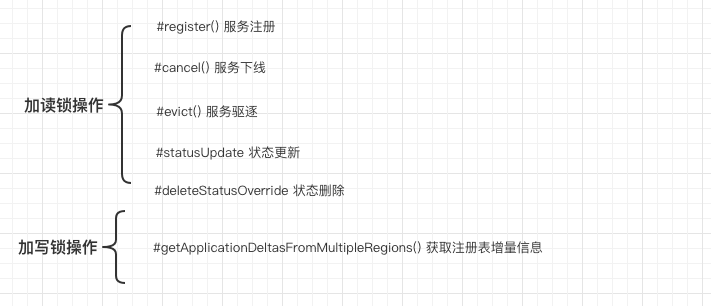 #register() 服务注册
#cancel() 服务下线
加读锁操作
#evict() 服务驱逐
#statusUpdate 状态更新
#deleteStatusOverride 状态删除
加写锁操作
#getApplicationDeltasFromMultipleRegions() 获取注册表增量信息